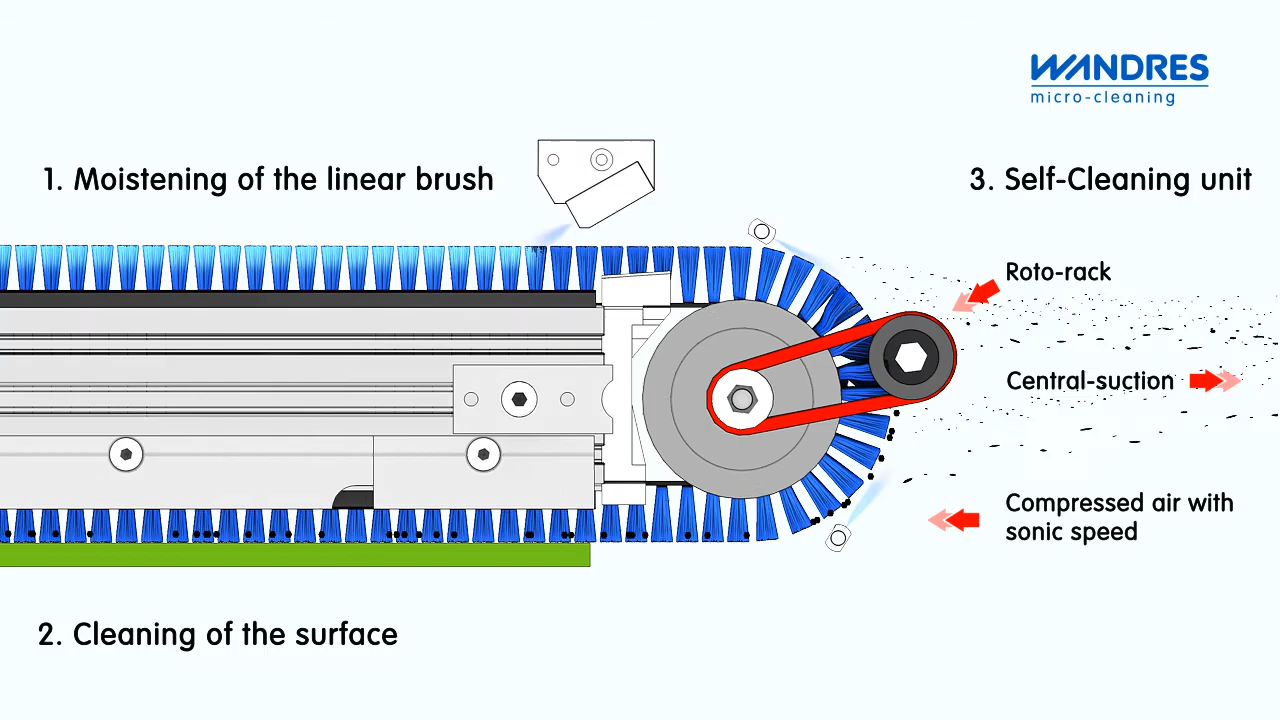 WANDRES
micro-cleaning
1. Moistening of the linear brush
3. Self-Cleaning unit
Roto-rack
Central-suction
Compressed air with
sonic speed
2. Cleaning of the surface